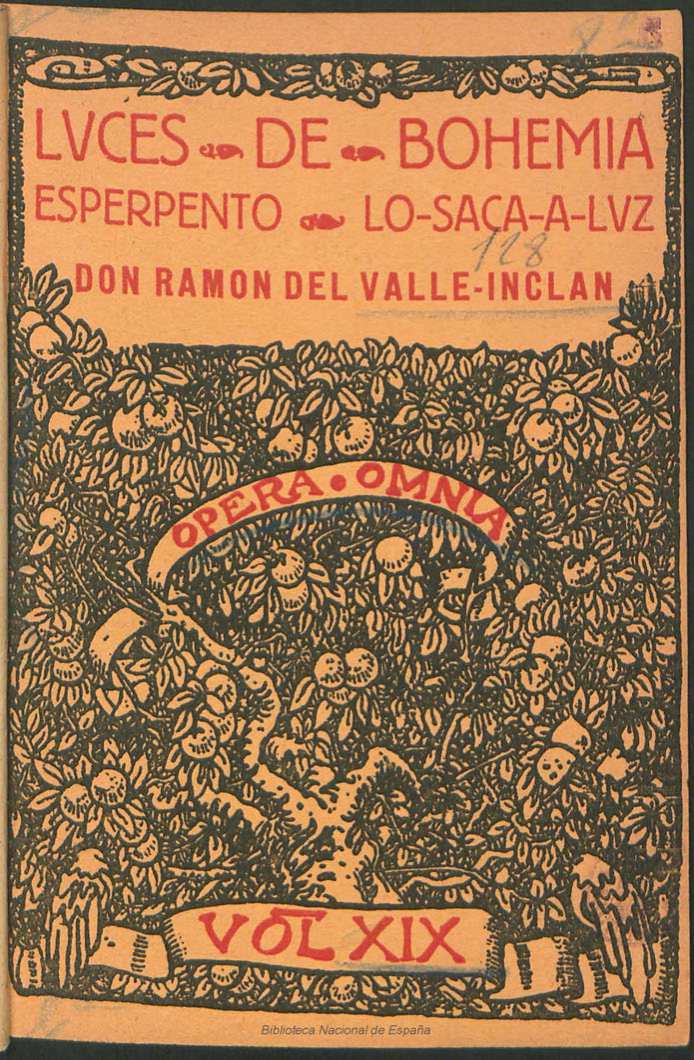 LVCES DE BOHEMIA
ESPERPENTO LO-SACA-A-LVZ
128
DON RAMON DEL VALLE-INCLAN
OPERA•OMNIA
VOL XIX
Biblioteca Nacional de España